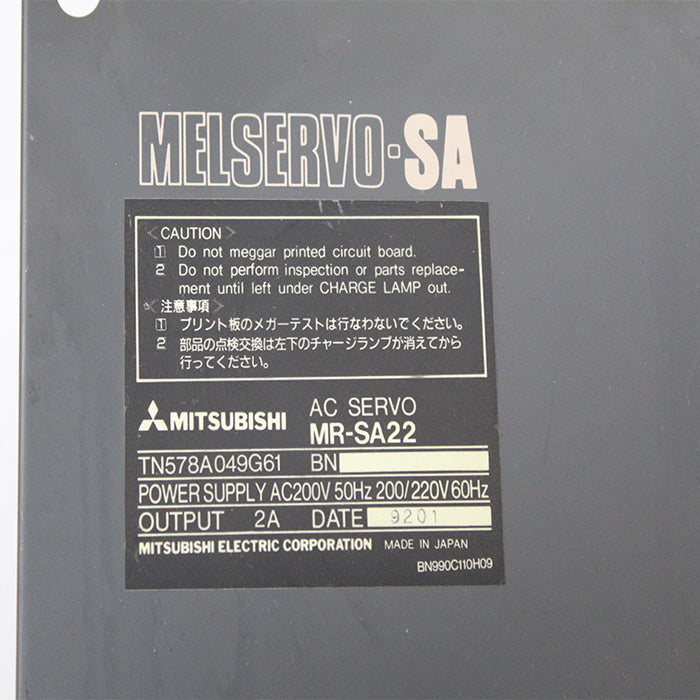 MELSERVO-SA
〈CAUTION〉
1 Do not meggar printed circuit board.
2 Do not perform inspection or parts replace-
ment until left under CHARGE LAMP out.
〈注意事項〉
1 プリント板のメガーテストは行なわないでください。
2 部品の点検交換は左下のチャージランプが消えてから
行ってください。
MITSUBISHI AC SERVO
MR-SA22
TN578A049G61 BN
POWER SUPPLY AC200V 50Hz 200/220V 60Hz
OUTPUT 2A DATE 9201
MITSUBISHI ELECTRIC CORPORATION MADE IN JAPAN
BN990C110H09